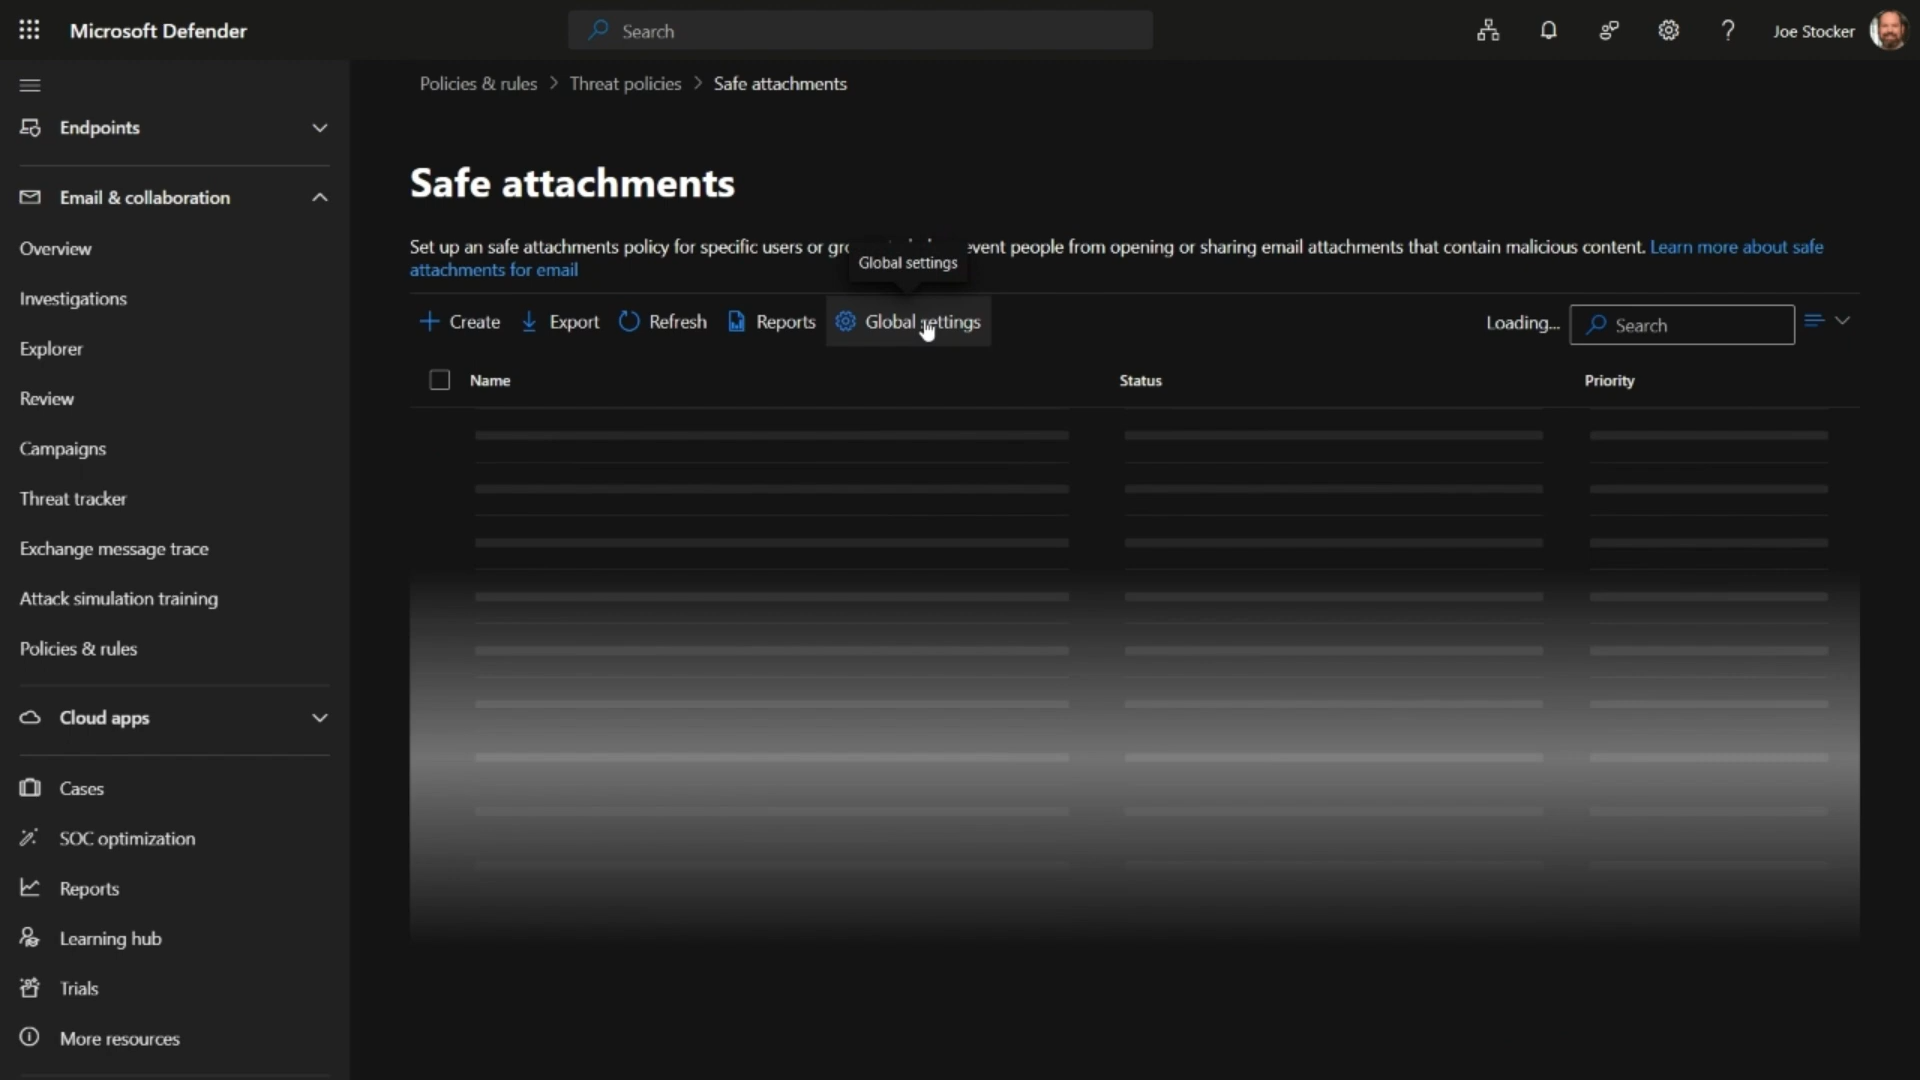 Microsoft Defender
Search
Joe Stocker
Endpoints
Email & collaboration
Overview
Investigations
Explorer
Review
Campaigns
Threat tracker
Exchange message trace
Attack simulation training
Policies & rules
Cloud apps
Cases
SOC optimization
Reports
Learning hub
Trials
More resources
Policies & rules > Threat policies > Safe attachments
Safe attachments
Set up an safe attachments policy for specific users or people from opening or sharing email attachments that contain malicious content. Learn more about safe
attachments for email
Global settings
Create Export Refresh Reports Global settings
Loading... Search
Name Status Priority